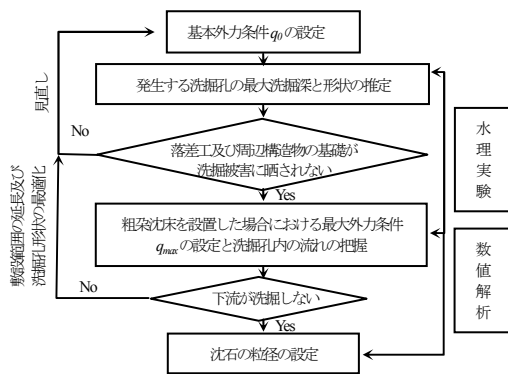 基本外力条件q0の設定
発生する洗掘孔の最大洗掘深と形状の推定
見直し
No
落差工及び周辺構造物の基礎が
洗掘被害に晒されない
Yes
水理実験
粗朶沈床を設置した場合における最大外力条件
qmaxの設定と洗掘孔内の流れの把握
敷設範囲の延長及び
洗掘孔形状の最適化
数値解析
No
下流が洗掘しない
Yes
沈石の粒径の設定